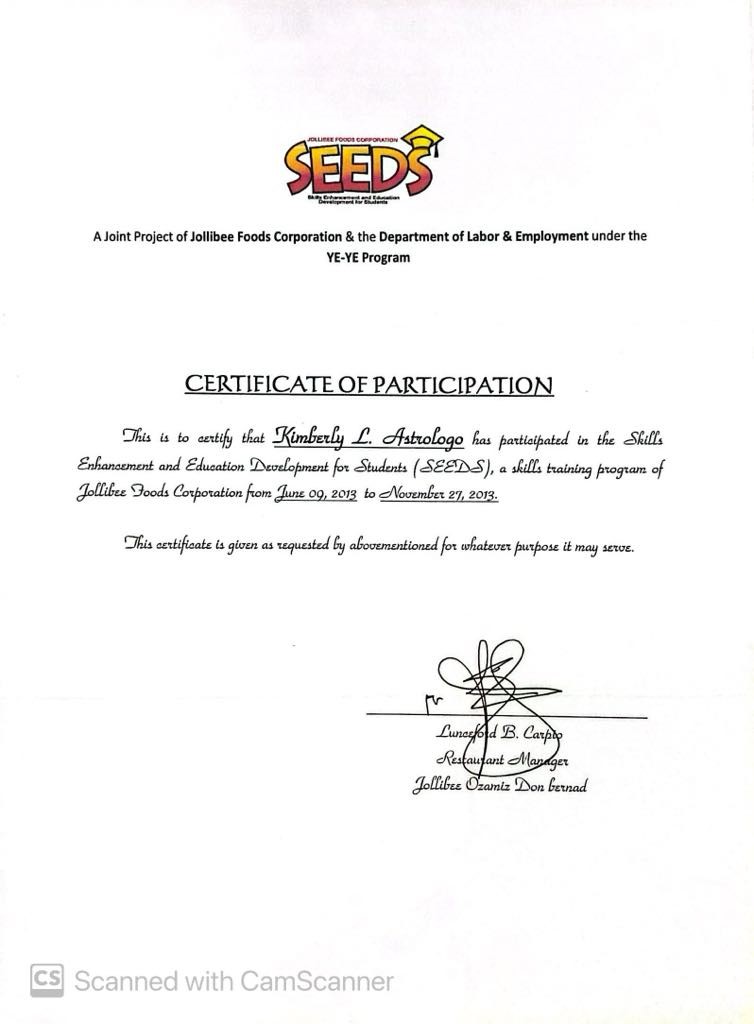 JOLLIBEE FOODS CORPORATION
SEEDS
Skills Enhancement and Education
Development for Students
A Joint Project of Jollibee Foods Corporation & the Department of Labor & Employment under the
YE-YE Program
CERTIFICATE OF PARTICIPATION
This is to certify that Kimberly L. Astrologo has participated in the Skills
Enhancement and Education Development for Students (SEEDS), a skills training program of
Jollibee Foods Corporation from June 09, 2013 to November 27, 2013.
This certificate is given as requested by abovementioned for whatever purpose it may serve.
Lunceford B. Carpio
Restaurant Manager
Jollibee Ozamiz Don bernad
CS Scanned with CamScanner